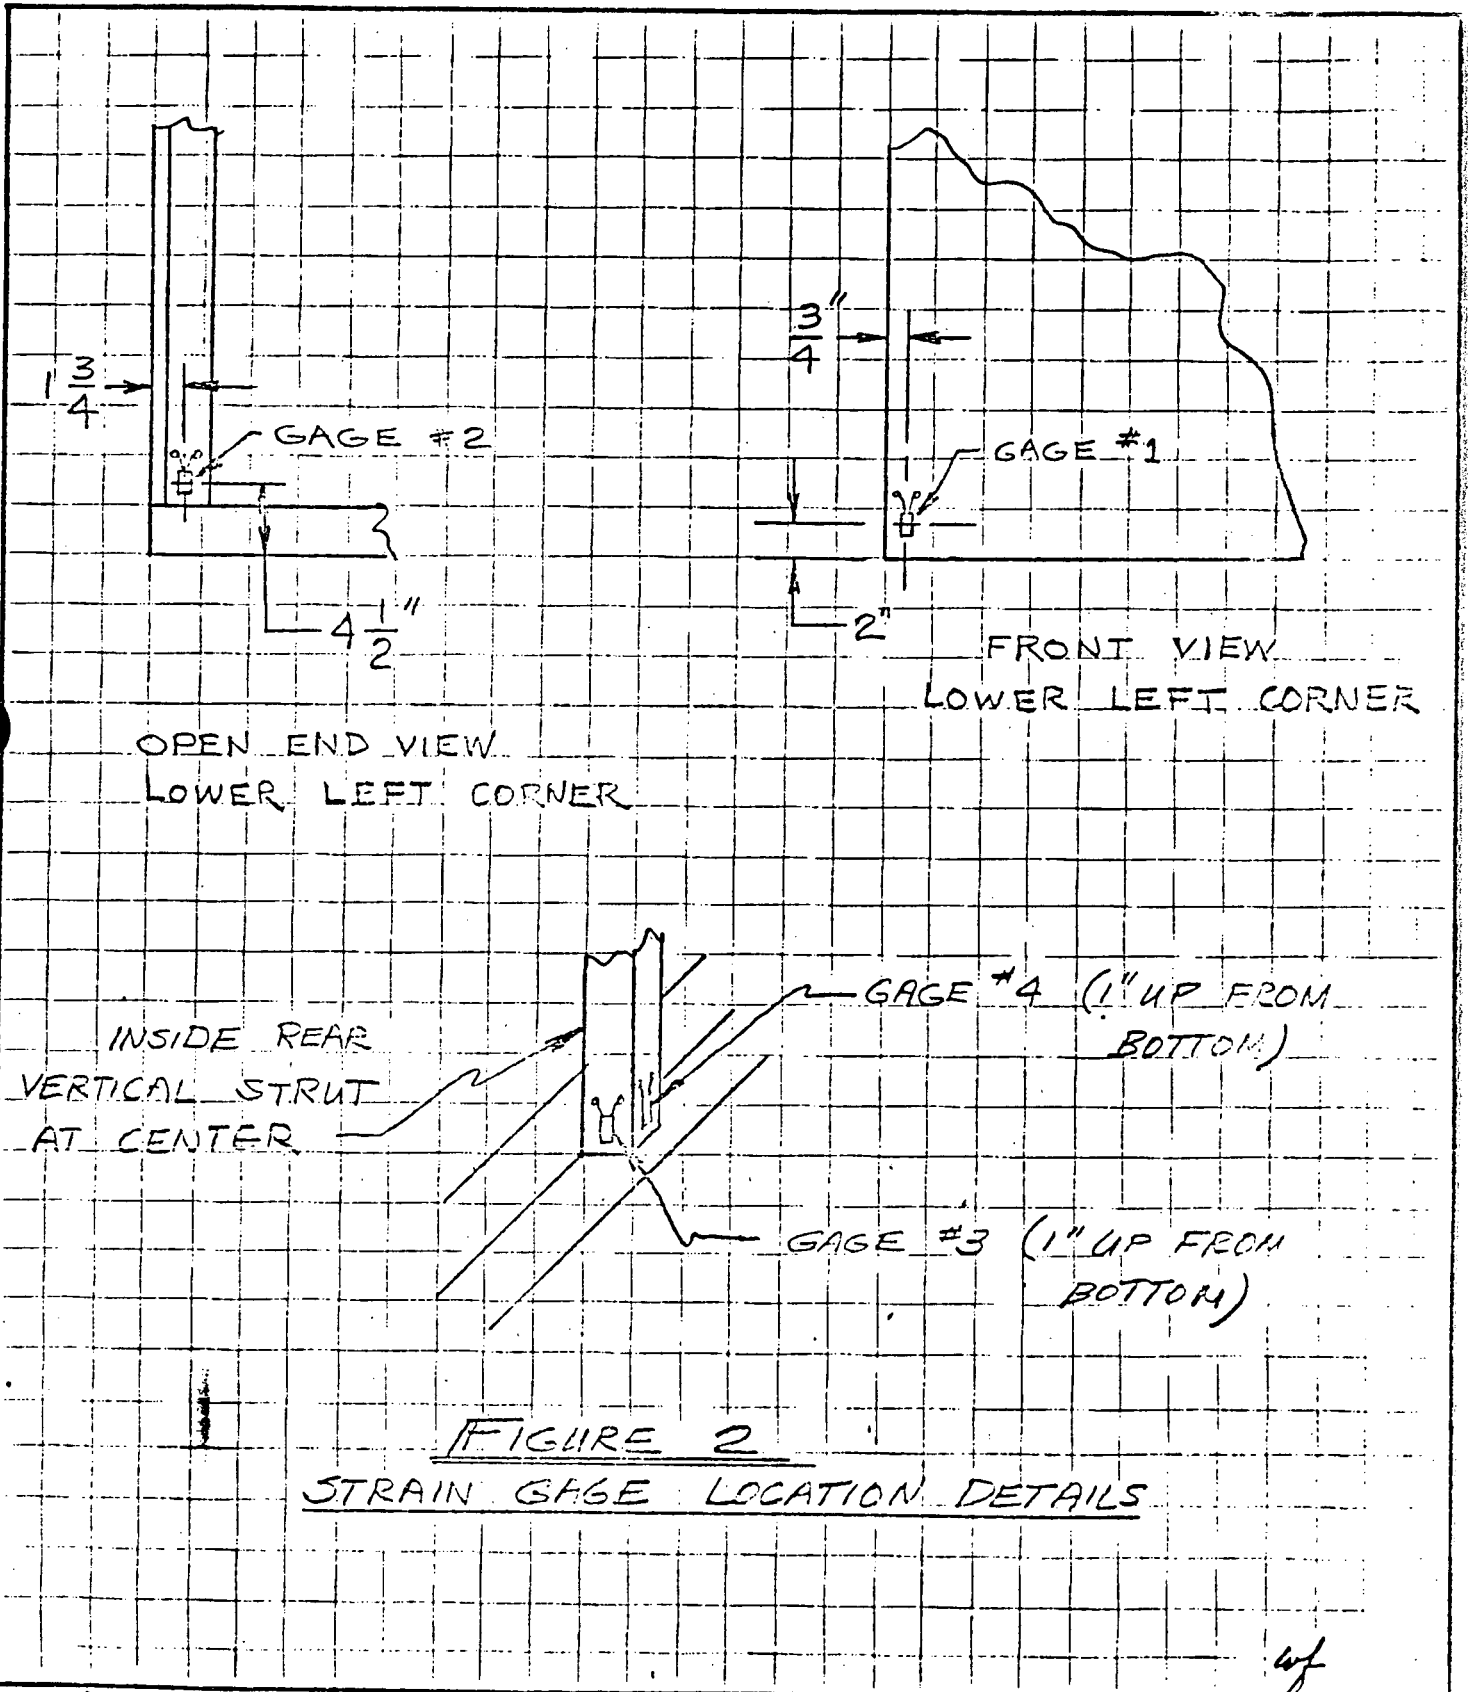 1 3/4
GAGE #2
4 1/2"
OPEN END VIEW
LOWER LEFT CORNER
3/4"
GAGE #1
2"
FRONT VIEW
LOWER LEFT CORNER
INSIDE REAR
VERTICAL STRUT
AT CENTER
GAGE #4 (1" UP FROM
BOTTOM)
GAGE #3 (1" UP FROM
BOTTOM)
FIGURE 2
STRAIN GAGE LOCATION DETAILS